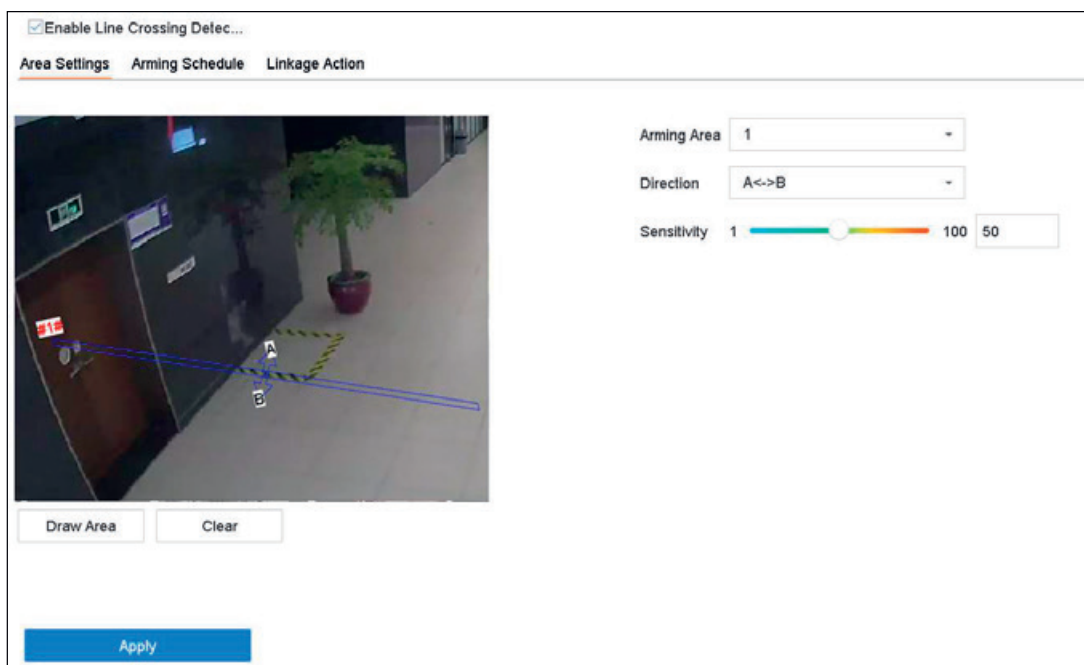 Enable Line Crossing Detec...
Area Settings Arming Schedule Linkage Action
Arming Area 1
Direction A<->B
Sensitivity 1 100 50
#1#
A
B
Draw Area Clear
Apply